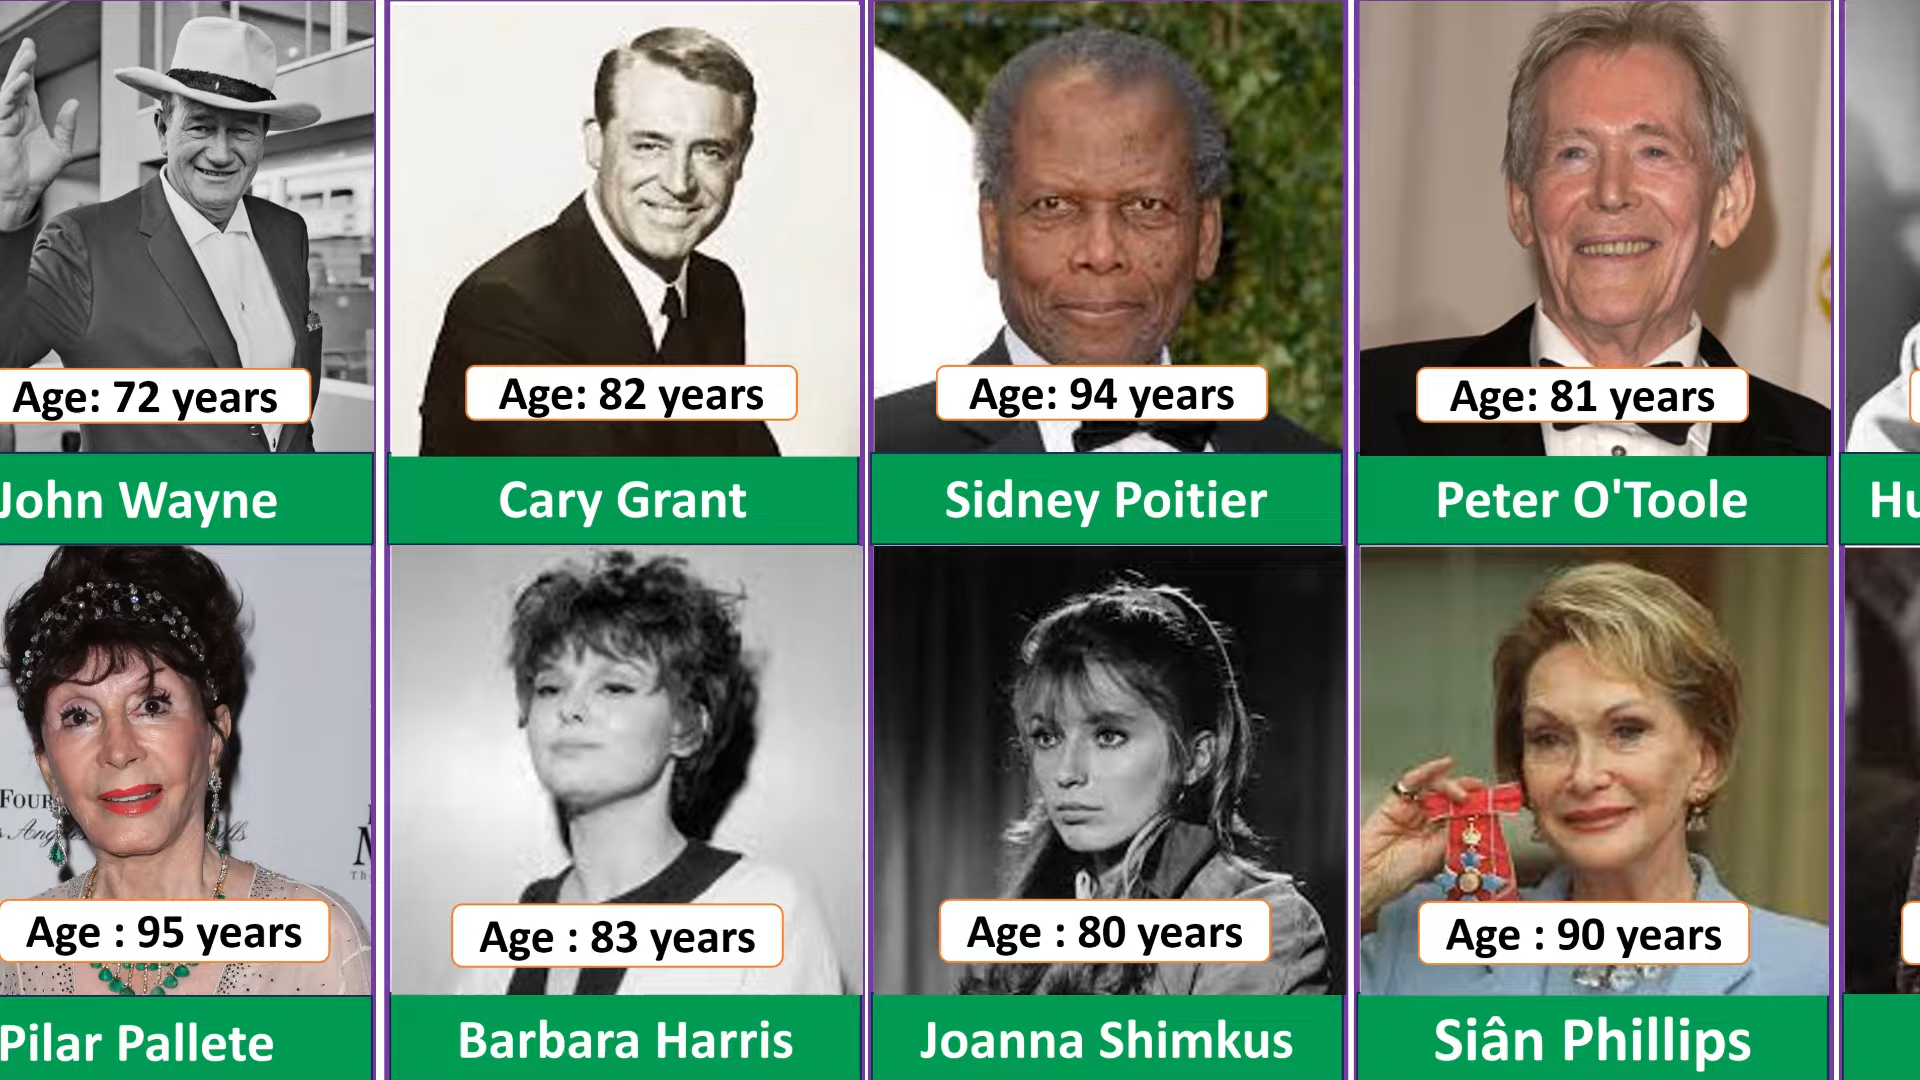 Age: 72 years
Age: 82 years
Age: 94 years
Age: 81 years
John Wayne
Cary Grant
Sidney Poitier
Peter O'Toole
Hu
FOUR
Age : 95 years
Age : 83 years
Age : 80 years
Age : 90 years
Pilar Pallete
Barbara Harris
Joanna Shimkus
Siân Phillips